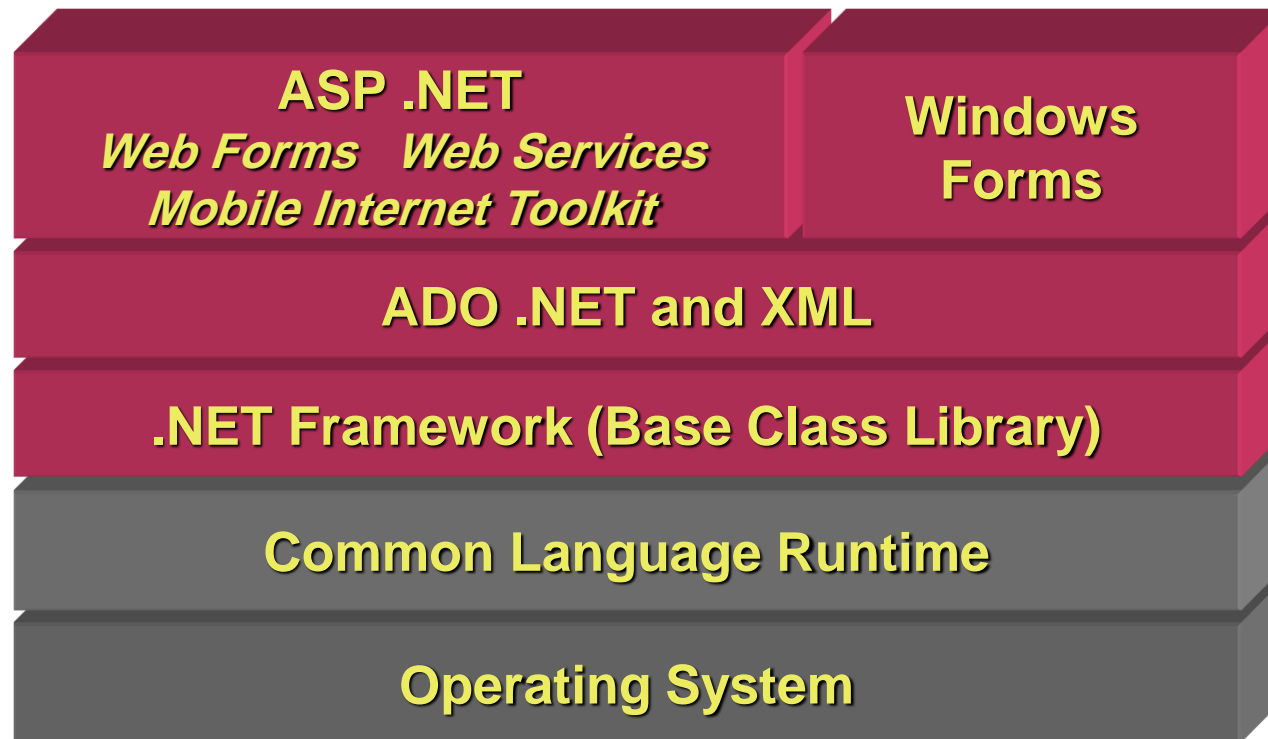 ASP .NET
Web Forms Web Services
Mobile Internet Toolkit
Windows
Forms
ADO .NET and XML
.NET Framework (Base Class Library)
Common Language Runtime
Operating System